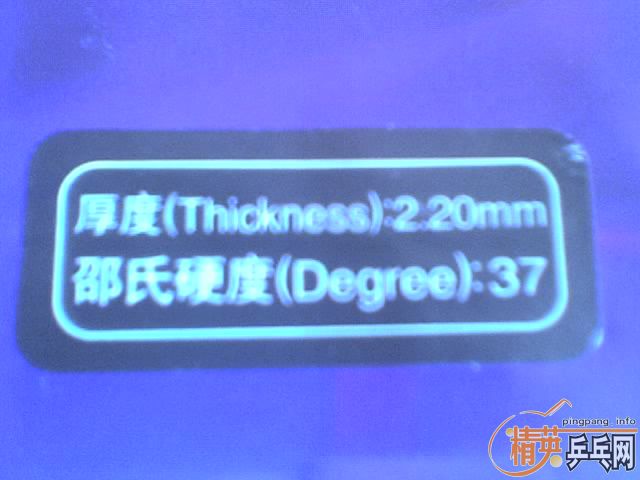 厚度(Thickness):2.20mm
邵氏硬度(Degree):37
pingpang info
精英乒乓网